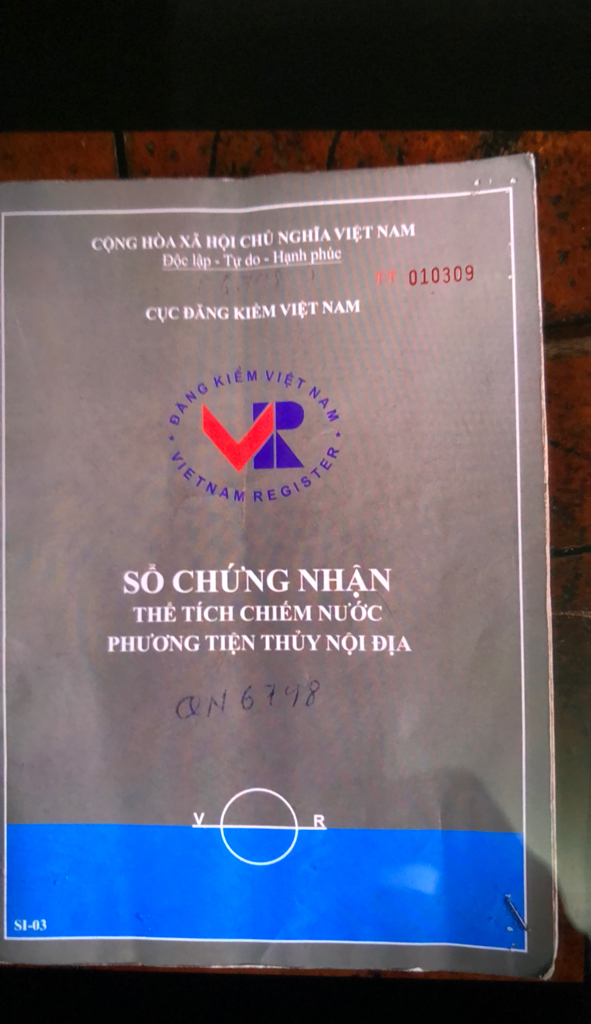 CỘNG HÒA XÃ HỘI CHỦ NGHĨA VIỆT NAM
Độc lập - Tự do - Hạnh phúc
TT 010309
CỤC ĐĂNG KIỂM VIỆT NAM
ĐĂNG KIỂM VIỆT NAM
VR
VIETNAM REGISTER
SỔ CHỨNG NHẬN
THỂ TÍCH CHIẾM NƯỚC
PHƯƠNG TIỆN THỦY NỘI ĐỊA
QN 6798
V R
SI-03